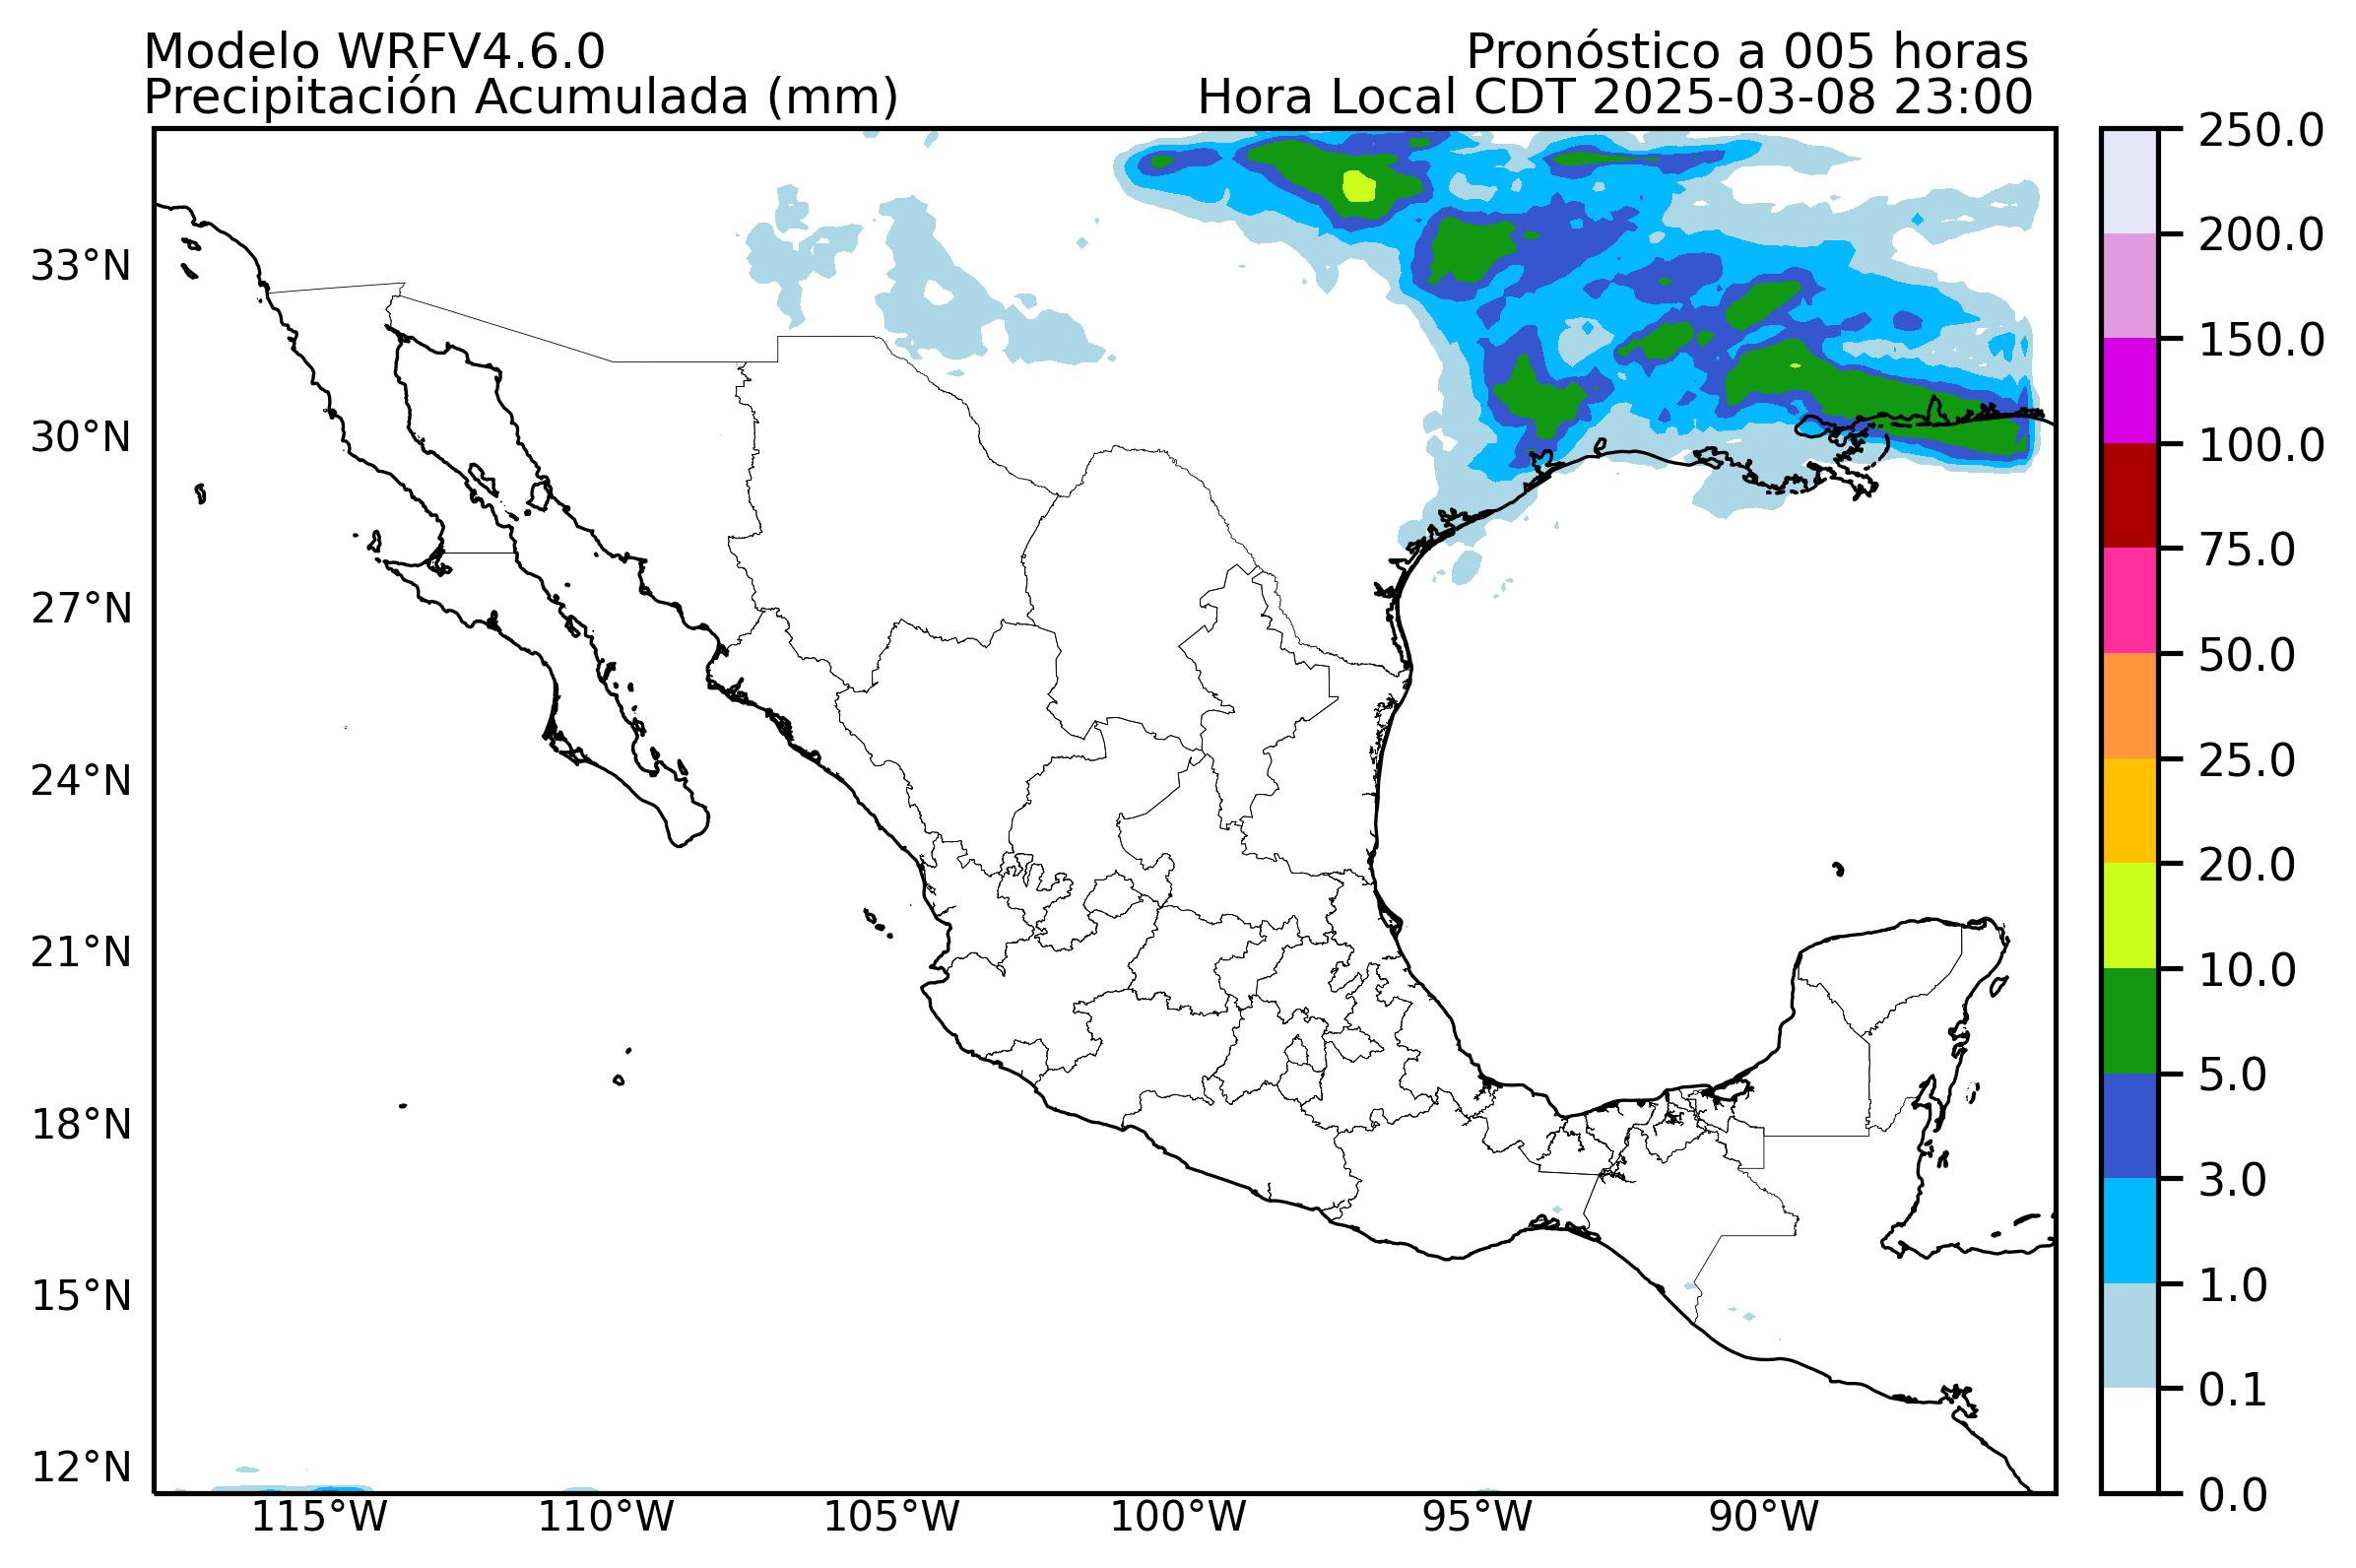 Modelo WRFV4.6.0
Pronóstico a 005 horas
Precipitación Acumulada (mm)
Hora Local CDT 2025-03-08 23:00
33°N
30°N
27°N
24°N
21°N
18°N
15°N
12°N
115°W
110°W
105°W
100°W
95°W
90°W
250.0
200.0
150.0
100.0
75.0
50.0
25.0
20.0
10.0
5.0
3.0
1.0
0.1
0.0